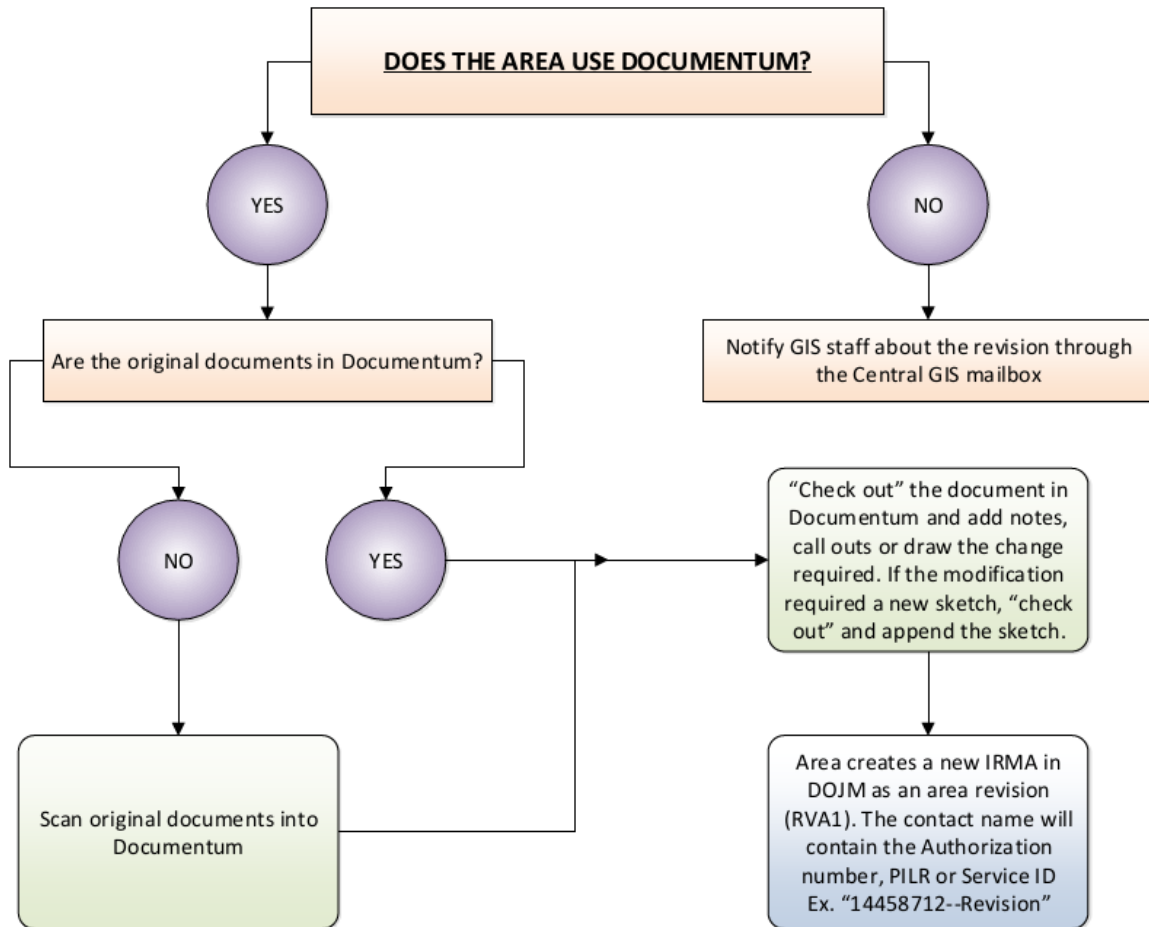 DOES THE AREA USE DOCUMENTUM?
YES
NO
Are the original documents in Documentum?
Notify GIS staff about the revision through
the Central GIS mailbox
NO
YES
“Check out” the document in
Documentum and add notes,
call outs or draw the change
required. If the modification
required a new sketch, “check
out” and append the sketch.
Scan original documents into
Documentum
Area creates a new IRMA in
DOJM as an area revision
(RVA1). The contact name will
contain the Authorization
number, PILR or Service ID
Ex. “14458712--Revision”